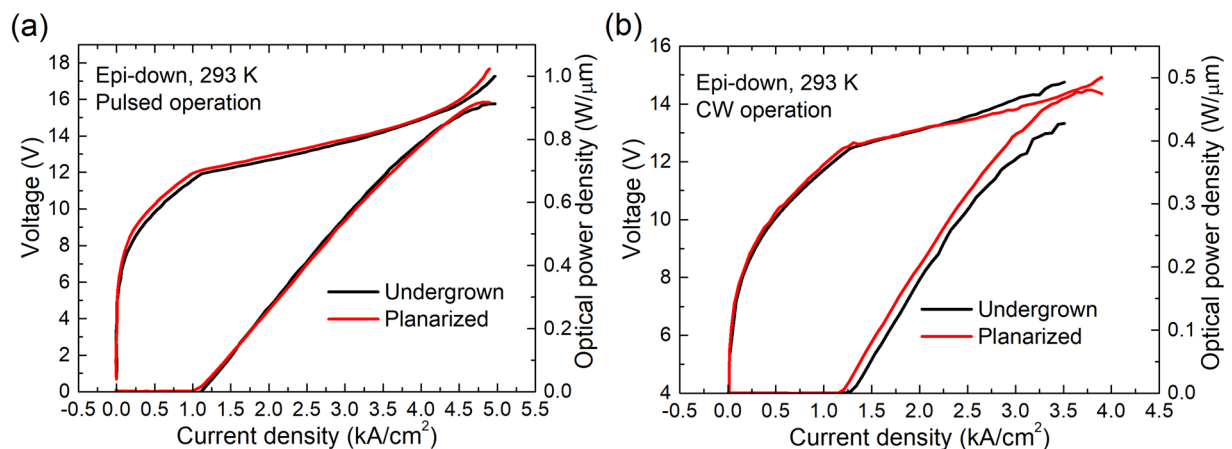 (a)
18
16
14
12
10
8
6
4
2
0
Voltage (V)
Epi-down, 293 K
Pulsed operation
Undergrown
Planarized
1.0
0.8
0.6
0.4
0.2
0.0
Optical power density (W/μm)
-0.5 0.0 0.5 1.0 1.5 2.0 2.5 3.0 3.5 4.0 4.5 5.0 5.5
Current density (kA/cm²)
(b)
16
14
12
10
8
6
4
Voltage (V)
Epi-down, 293 K
CW operation
Undergrown
Planarized
0.5
0.4
0.3
0.2
0.1
0.0
Optical power density (W/μm)
-0.5 0.0 0.5 1.0 1.5 2.0 2.5 3.0 3.5 4.0 4.5
Current density (kA/cm²)